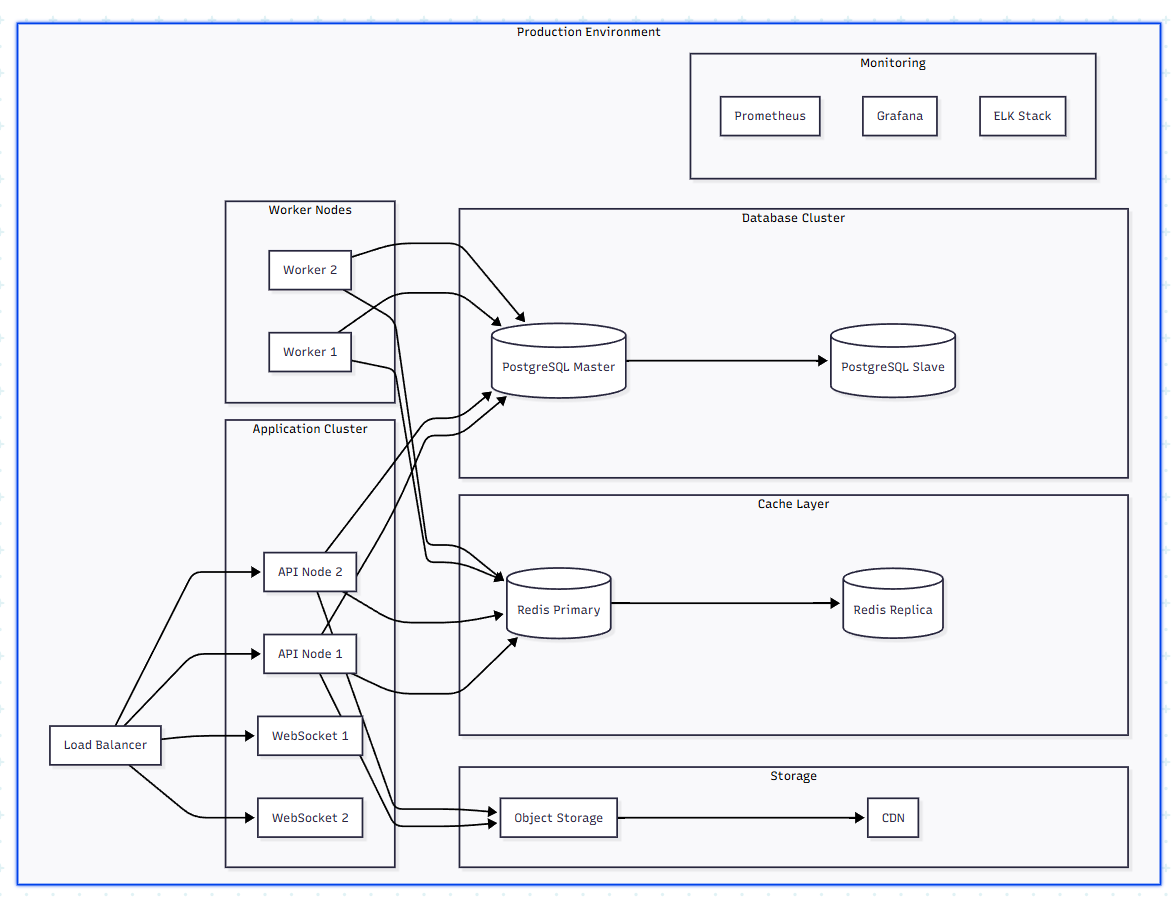 Production Environment
Monitoring
Prometheus
Grafana
ELK Stack
Worker Nodes
Worker 2
Worker 1
Database Cluster
PostgreSQL Master
PostgreSQL Slave
Application Cluster
API Node 2
API Node 1
WebSocket 1
WebSocket 2
Load Balancer
Cache Layer
Redis Primary
Redis Replica
Storage
Object Storage
CDN